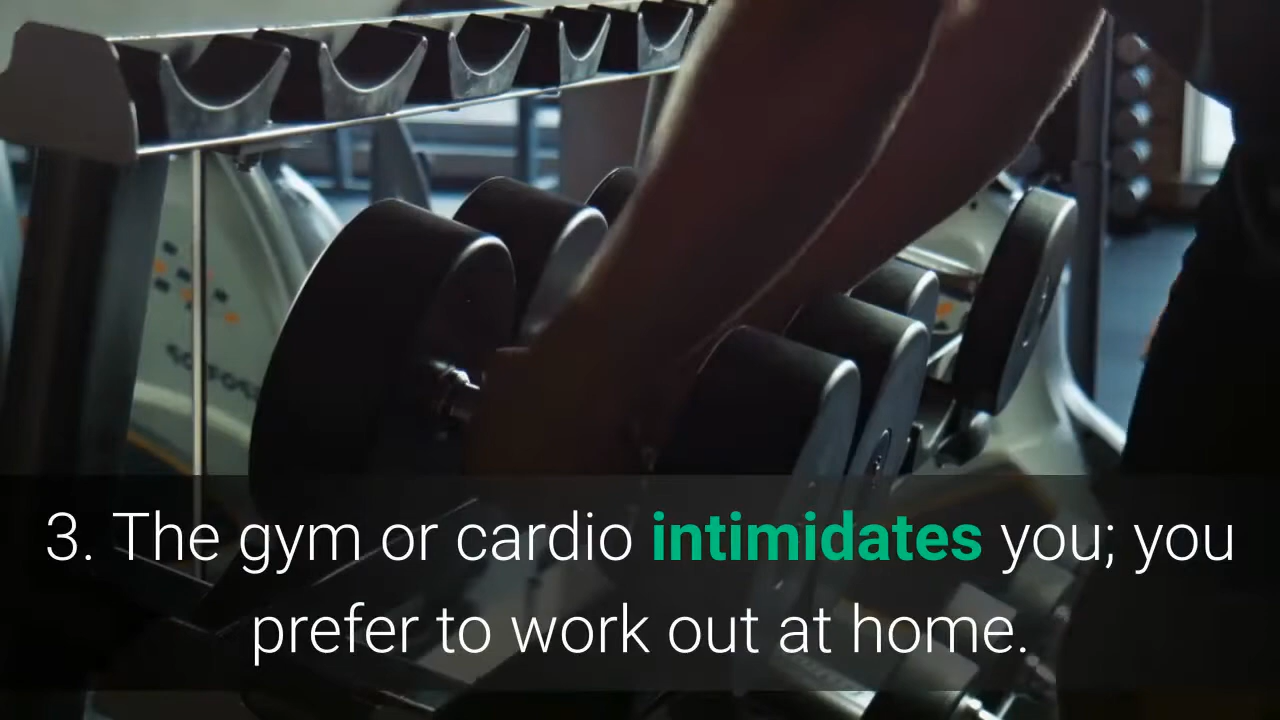 3. The gym or cardio intimidates you; you
prefer to work out at home.